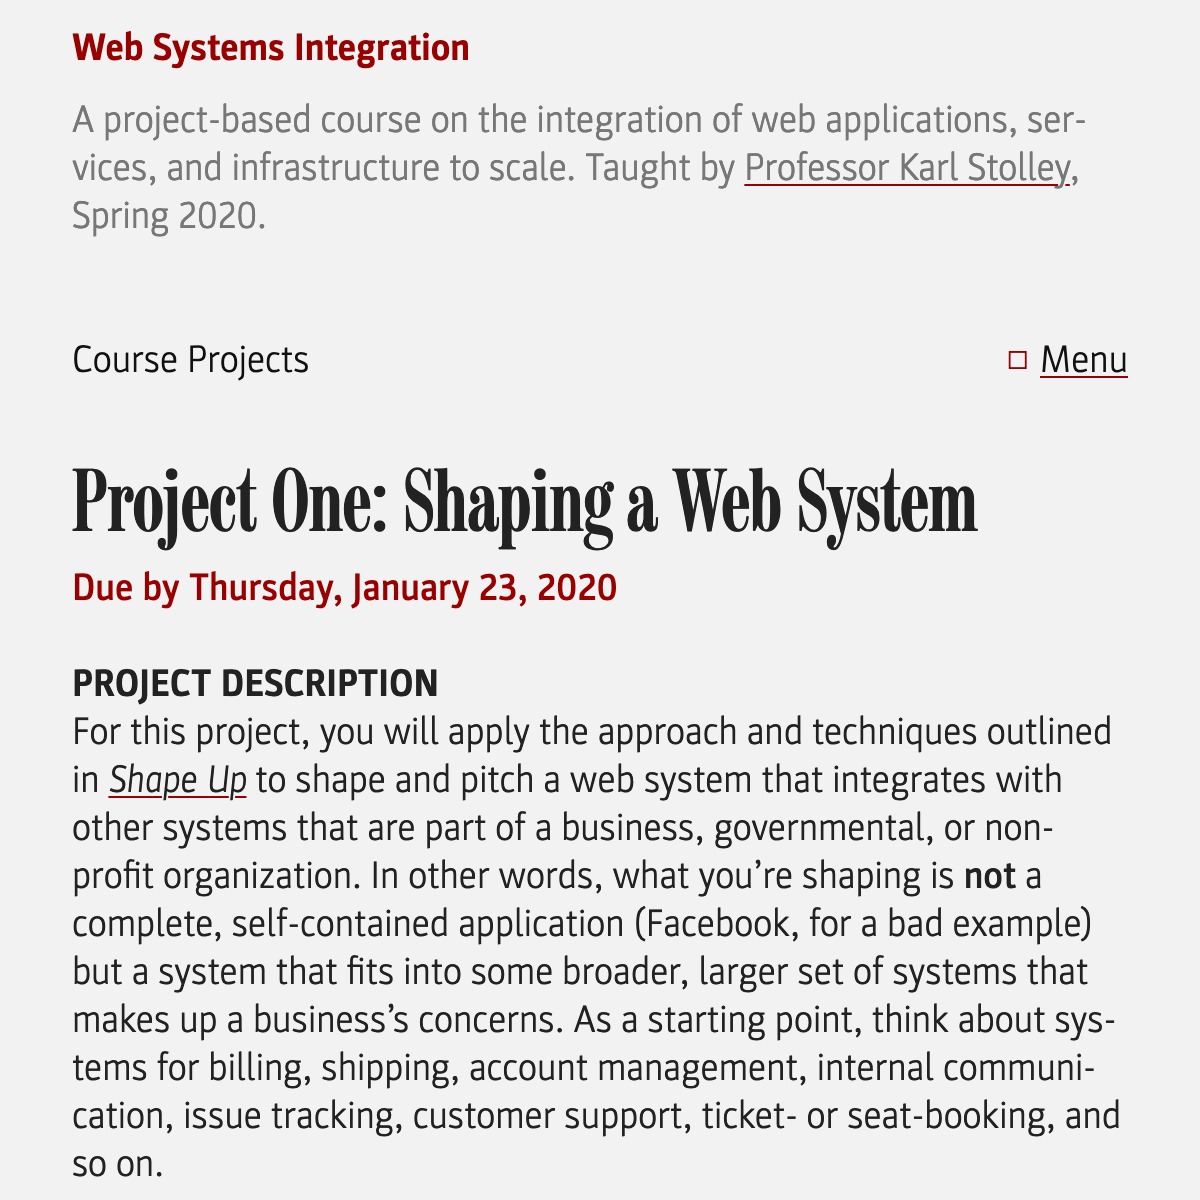 Web Systems Integration
A project-based course on the integration of web applications, ser-
vices, and infrastructure to scale. Taught by Professor Karl Stolley,
Spring 2020.
Course Projects
Menu
Project One: Shaping a Web System
Due by Thursday, January 23, 2020
PROJECT DESCRIPTION
For this project, you will apply the approach and techniques outlined
in Shape Up to shape and pitch a web system that integrates with
other systems that are part of a business, governmental, or non-
profit organization. In other words, what you’re shaping is not a
complete, self-contained application (Facebook, for a bad example)
but a system that fits into some broader, larger set of systems that
makes up a business’s concerns. As a starting point, think about sys-
tems for billing, shipping, account management, internal communi-
cation, issue tracking, customer support, ticket- or seat-booking, and
so on.